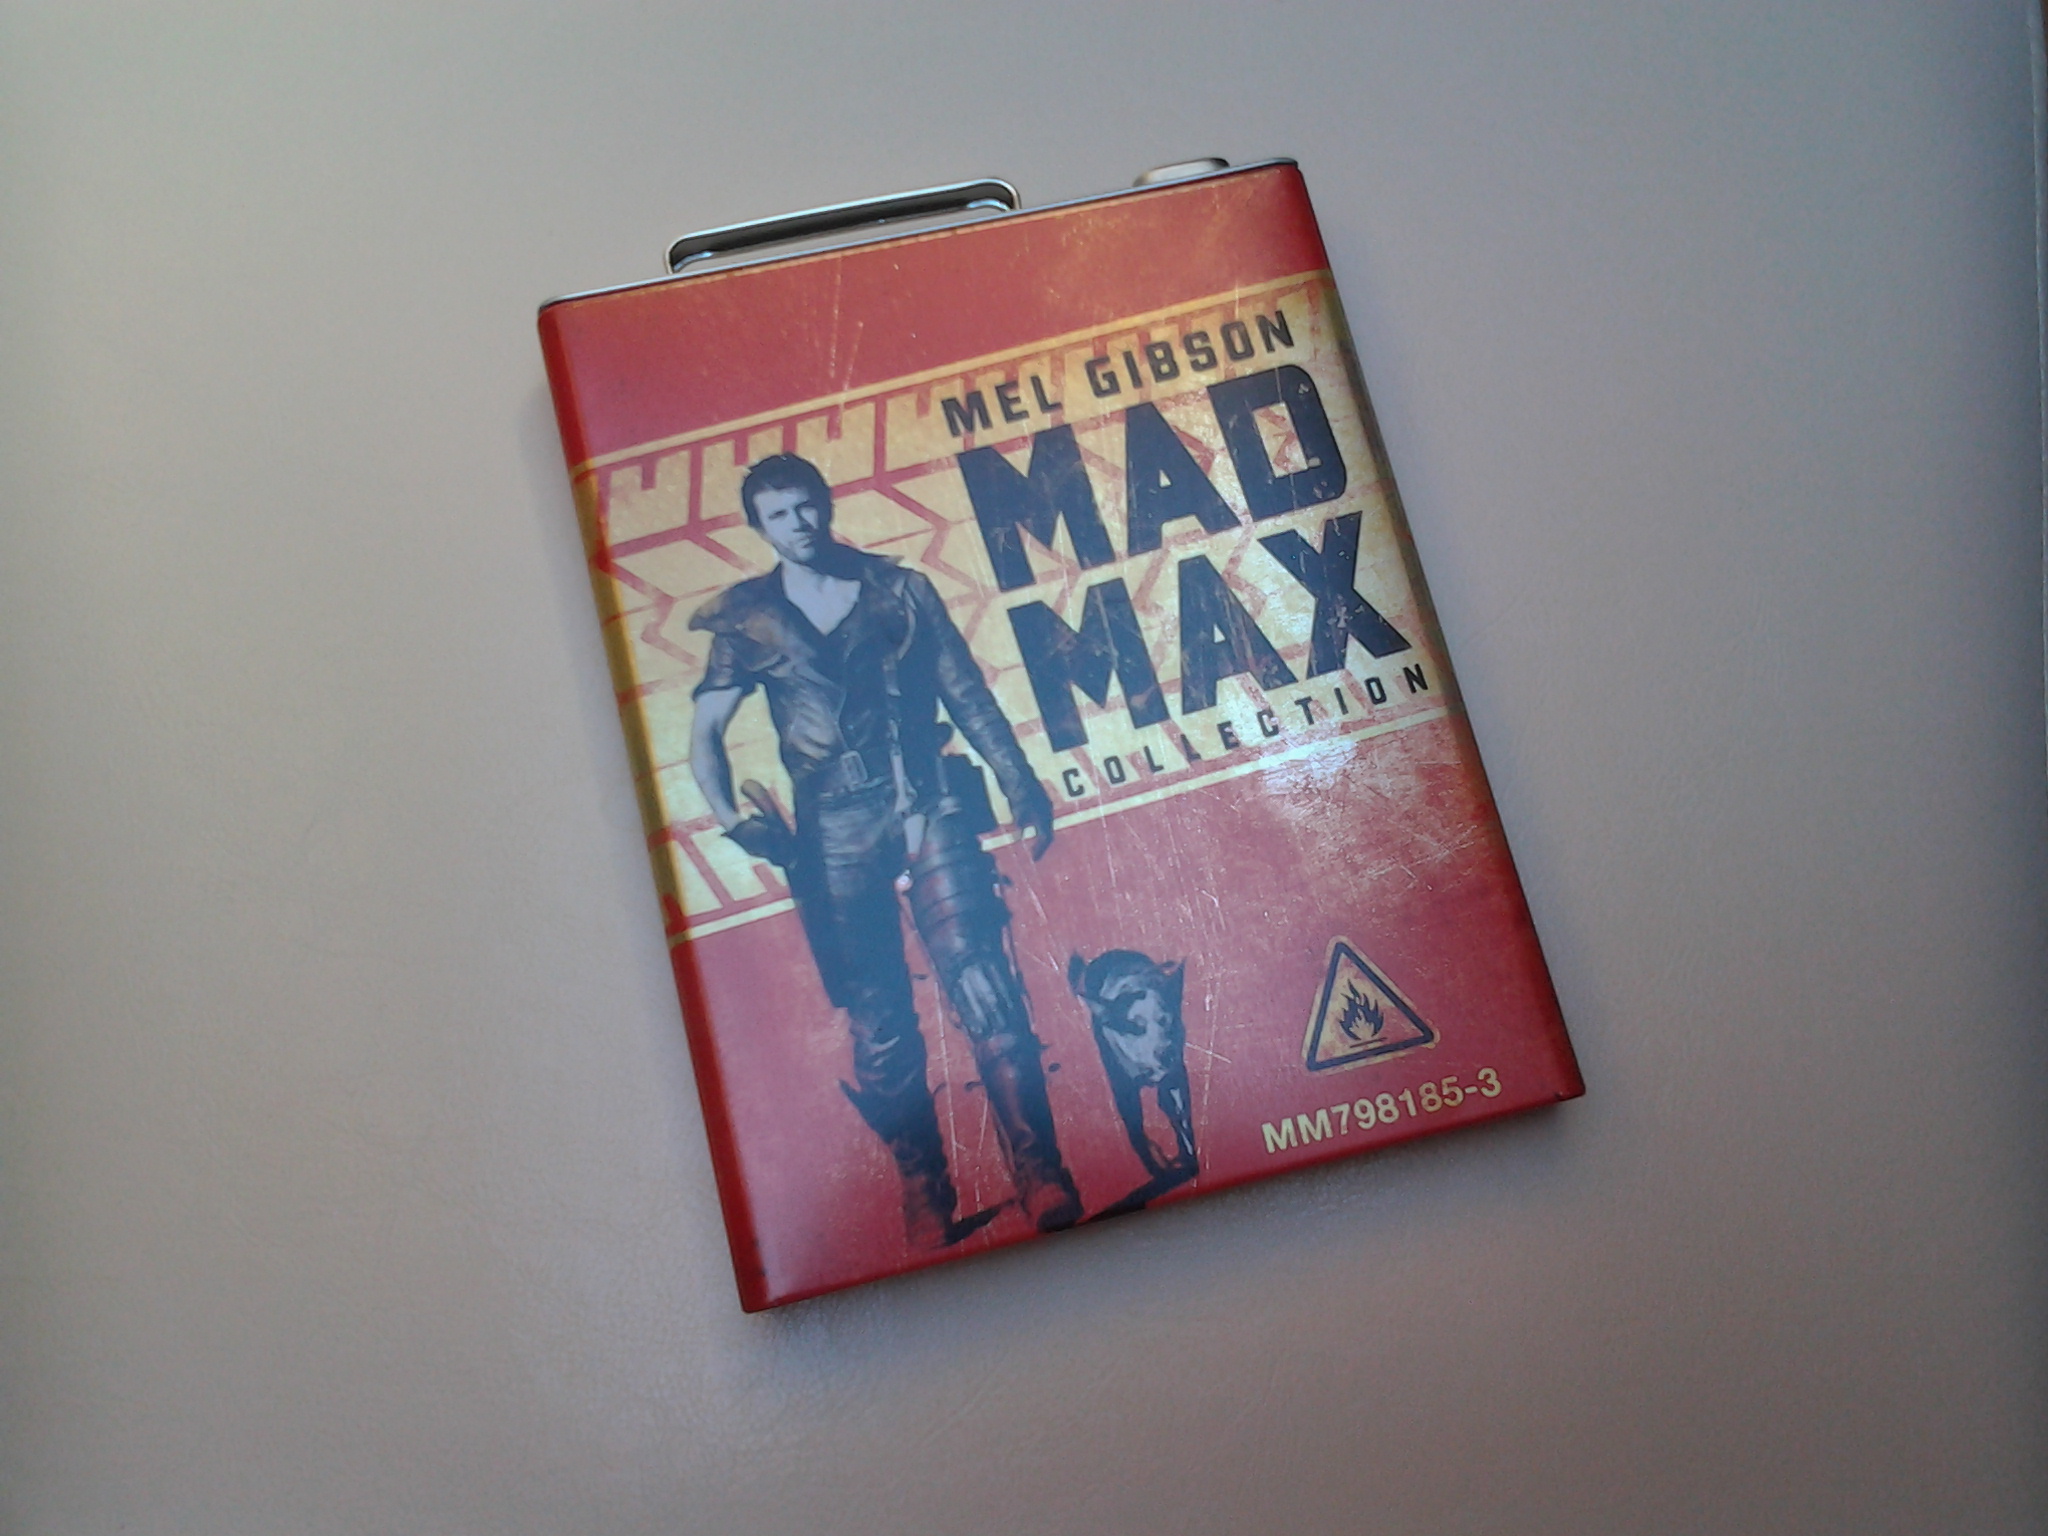 MEL GIBSON
MAD
MAX
COLLECTION
MM798185-3